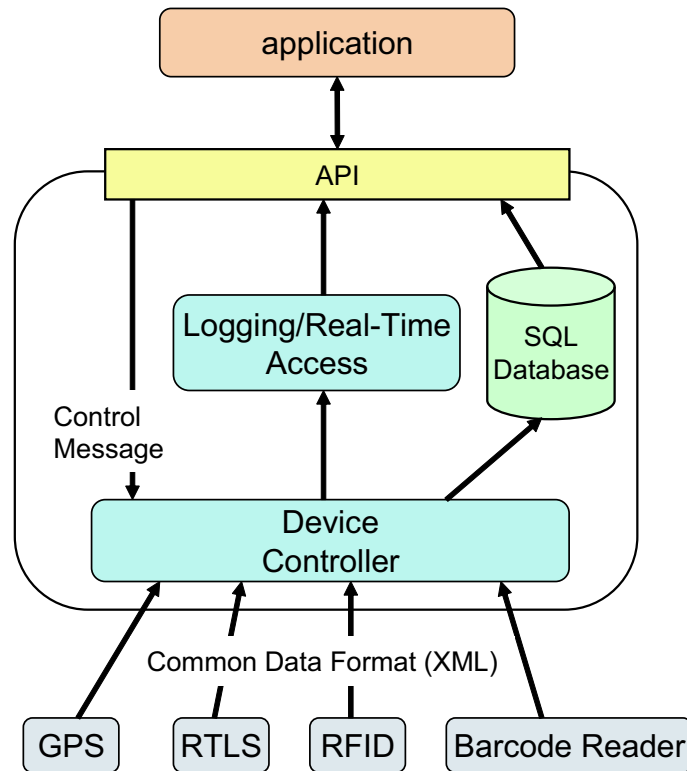 application
API
Logging/Real-Time
Access
SQL
Database
Control
Message
Device
Controller
Common Data Format (XML)
GPS
RTLS
RFID
Barcode Reader